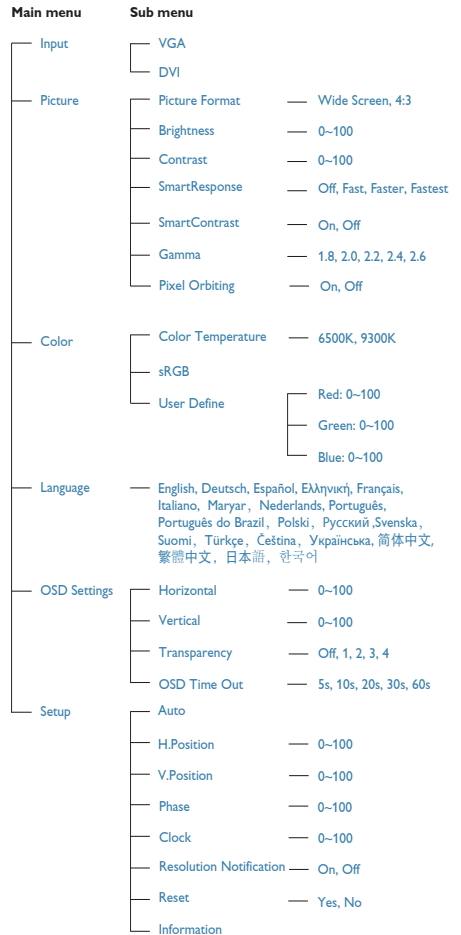 Main menu Sub menu
Input VGA
DVI
Picture Picture Format Wide Screen, 4:3
Brightness 0~100
Contrast 0~100
SmartResponse Off, Fast, Faster, Fastest
SmartContrast On, Off
Gamma 1.8, 2.0, 2.2, 2.4, 2.6
Pixel Orbiting On, Off
Color Color Temperature 6500K, 9300K
sRGB
User Define Red: 0~100
Green: 0~100
Blue: 0~100
Language English, Deutsch, Español, Ελληνική, Français,
Italiano, Maryar, Nederlands, Português,
Português do Brazil, Polski, Русский ,Svenska,
Suomi, Türkçe, Čeština, Українська, 简体中文,
繁體中文, 日本語, 한국어
OSD Settings Horizontal 0~100
Vertical 0~100
Transparency Off, 1, 2, 3, 4
OSD Time Out 5s, 10s, 20s, 30s, 60s
Setup Auto
H.Position 0~100
V.Position 0~100
Phase 0~100
Clock 0~100
Resolution Notification On, Off
Reset Yes, No
Information